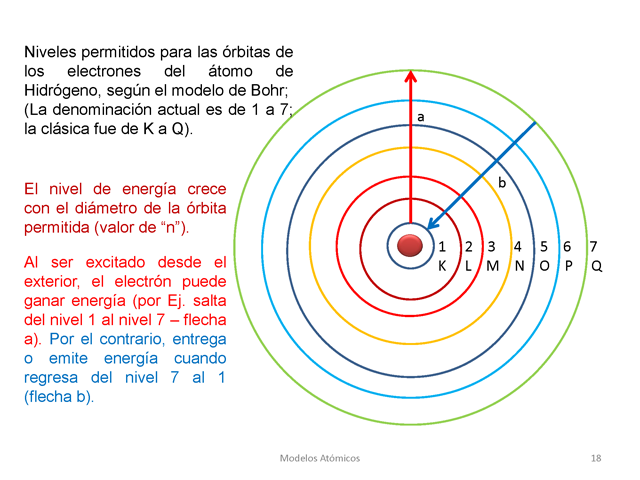 Niveles permitidos para las órbitas de
los electrones del átomo de
Hidrógeno, según el modelo de Bohr;
(La denominación actual es de 1 a 7;
la clásica fue de K a Q).
El nivel de energía crece
con el diámetro de la órbita
permitida (valor de “n”).
Al ser excitado desde el
exterior, el electrón puede
ganar energía (por Ej. salta
del nivel 1 al nivel 7 – flecha
a). Por el contrario, entrega
o emite energía cuando
regresa del nivel 7 al 1
(flecha b).
a
b
1 2 3 4 5 6 7
K L M N O P Q
Modelos Atómicos 18